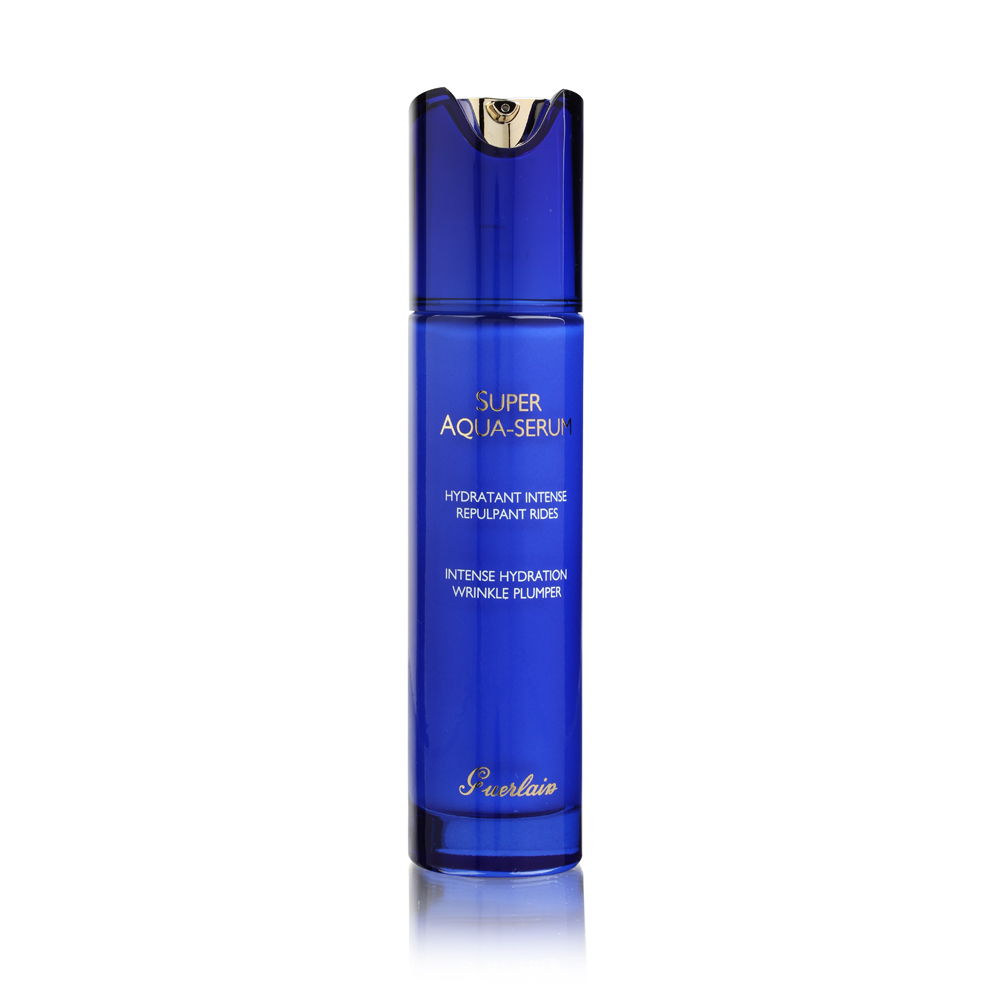 SUPER
AQUA-SERUM
HYDRATANT INTENSE
REPULPANT RIDES
INTENSE HYDRATION
WRINKLE PLUMPER
Guerlain